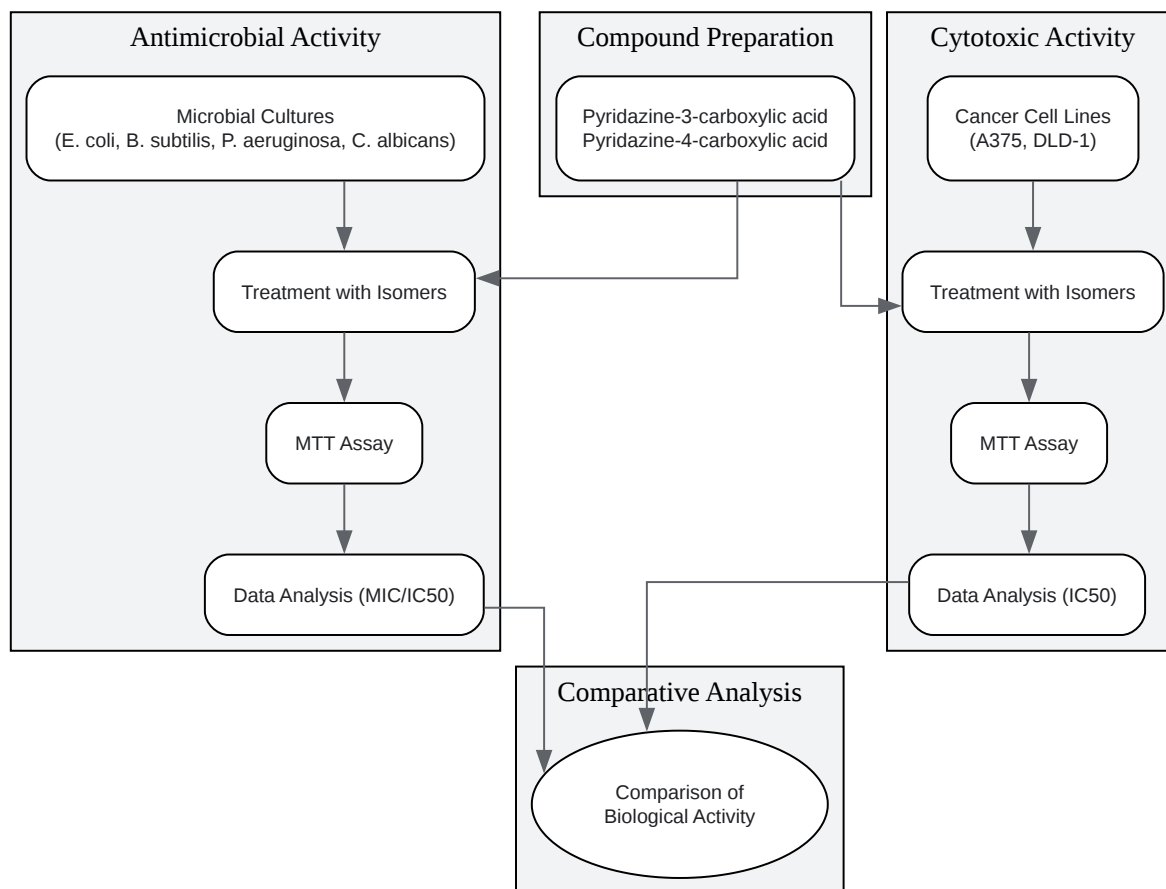 Antimicrobial Activity
Microbial Cultures
(E. coli, B. subtilis, P. aeruginosa, C. albicans)
Treatment with Isomers
MTT Assay
Data Analysis (MIC/IC50)
Compound Preparation
Pyridazine-3-carboxylic acid
Pyridazine-4-carboxylic acid
Cytotoxic Activity
Cancer Cell Lines
(A375, DLD-1)
Treatment with Isomers
MTT Assay
Data Analysis (IC50)
Comparative Analysis
Comparison of
Biological Activity